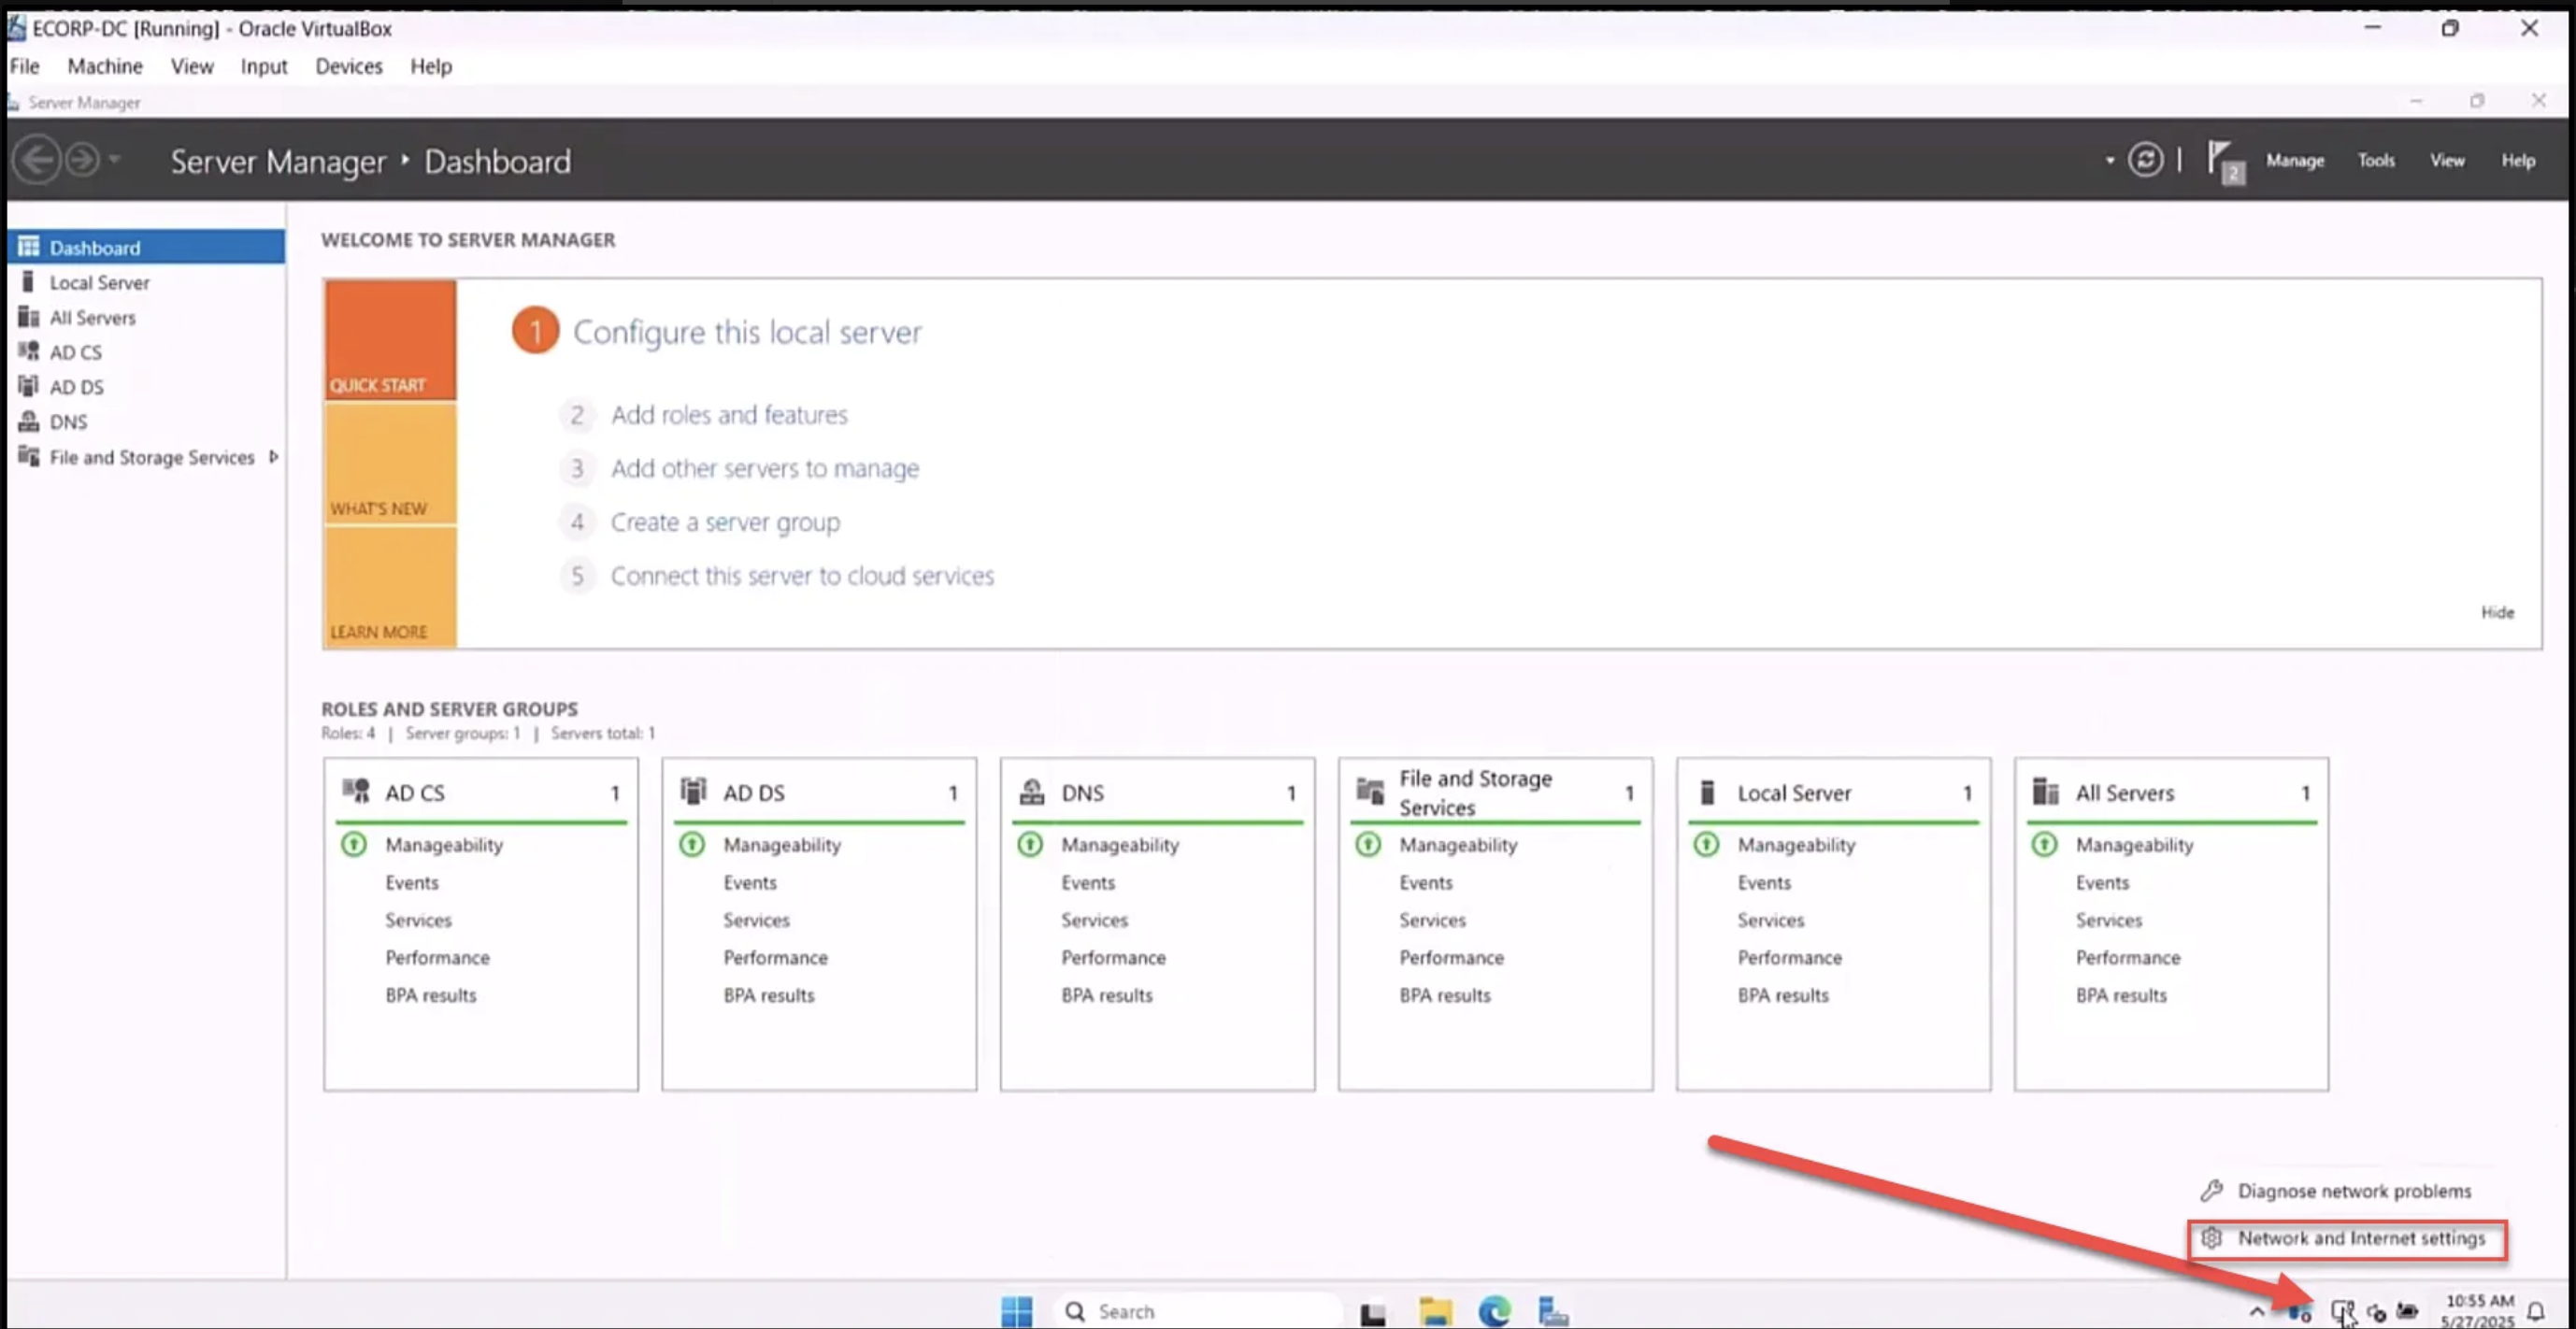 ECORP-DC [Running] - Oracle VirtualBox
File Machine View Input Devices Help
Server Manager
Server Manager ‣ Dashboard
2
Manage Tools View Help
Dashboard
Local Server
All Servers
AD CS
AD DS
DNS
File and Storage Services
WELCOME TO SERVER MANAGER
QUICK START
WHAT'S NEW
LEARN MORE
1 Configure this local server
2 Add roles and features
3 Add other servers to manage
4 Create a server group
5 Connect this server to cloud services
Hide
ROLES AND SERVER GROUPS
Roles: 4 | Server groups: 1 | Servers total: 1
AD CS 1
Manageability
Events
Services
Performance
BPA results
AD DS 1
Manageability
Events
Services
Performance
BPA results
DNS 1
Manageability
Events
Services
Performance
BPA results
File and Storage
Services 1
Manageability
Events
Services
Performance
BPA results
Local Server 1
Manageability
Events
Services
Performance
BPA results
All Servers 1
Manageability
Events
Services
Performance
BPA results
Diagnose network problems
Network and Internet settings
Search
10:55 AM
5/27/2025